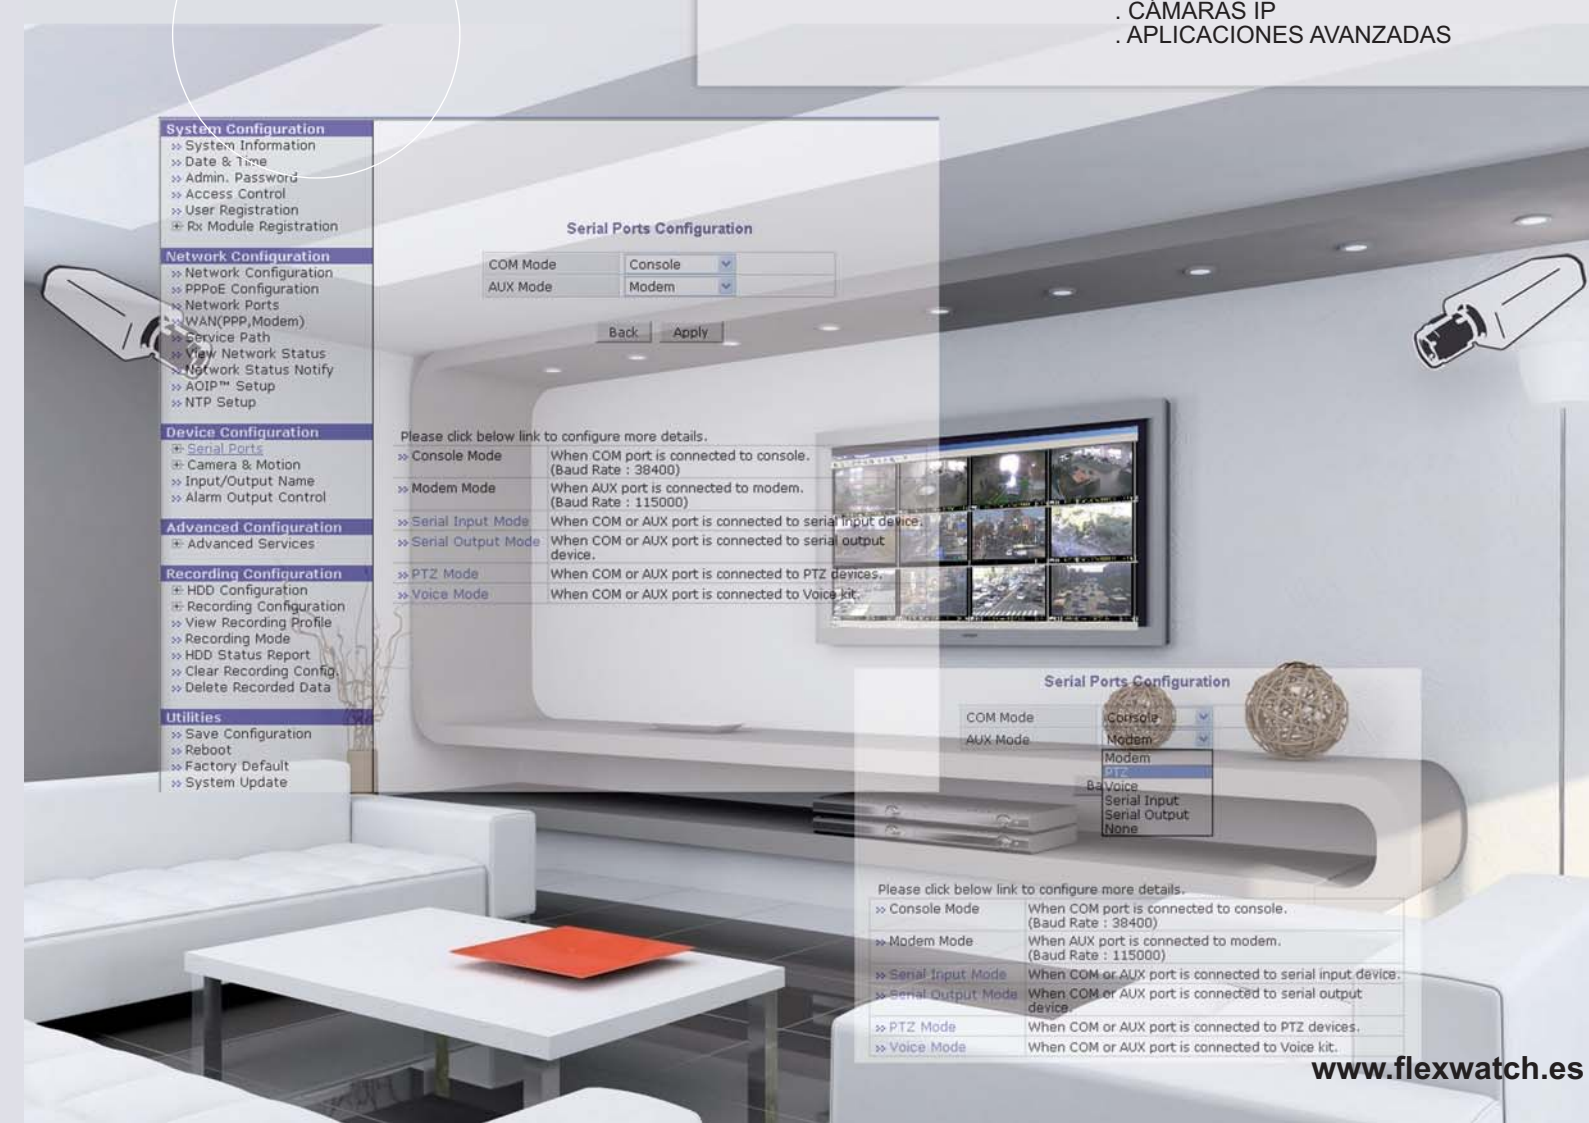 . CÁMARAS IP
. APLICACIONES AVANZADAS
System Configuration
» System Information
» Date & Time
» Admin. Password
» Access Control
» User Registration
Rx Module Registration
Network Configuration
» Network Configuration
» PPPoE Configuration
» Network Ports
» WAN(PPP,Modem)
» Service Path
» View Network Status
» Network Status Notify
» AOIP™ Setup
» NTP Setup
Device Configuration
Serial Ports
Camera & Motion
» Input/Output Name
» Alarm Output Control
Advanced Configuration
Advanced Services
Recording Configuration
HDD Configuration
Recording Configuration
» View Recording Profile
» Recording Mode
» HDD Status Report
» Clear Recording Config.
» Delete Recorded Data
Utilities
» Save Configuration
» Reboot
» Factory Default
» System Update
Serial Ports Configuration
COM Mode Console
AUX Mode Modem
Back Apply
Please click below link to configure more details.
» Console Mode When COM port is connected to console.
(Baud Rate : 38400)
» Modem Mode When AUX port is connected to modem.
(Baud Rate : 115000)
» Serial Input Mode When COM or AUX port is connected to serial input device.
» Serial Output Mode When COM or AUX port is connected to serial output
device.
» PTZ Mode When COM or AUX port is connected to PTZ devices.
» Voice Mode When COM or AUX port is connected to Voice kit.
Serial Ports Configuration
COM Mode Console
AUX Mode Modem
Modem
PTZ
Ba Voice
Serial Input
Serial Output
None
Please click below link to configure more details.
» Console Mode When COM port is connected to console.
(Baud Rate : 38400)
» Modem Mode When AUX port is connected to modem.
(Baud Rate : 115000)
» Serial Input Mode When COM or AUX port is connected to serial input device.
» Serial Output Mode When COM or AUX port is connected to serial output
device.
» PTZ Mode When COM or AUX port is connected to PTZ devices.
» Voice Mode When COM or AUX port is connected to Voice kit.
www.flexwatch.es